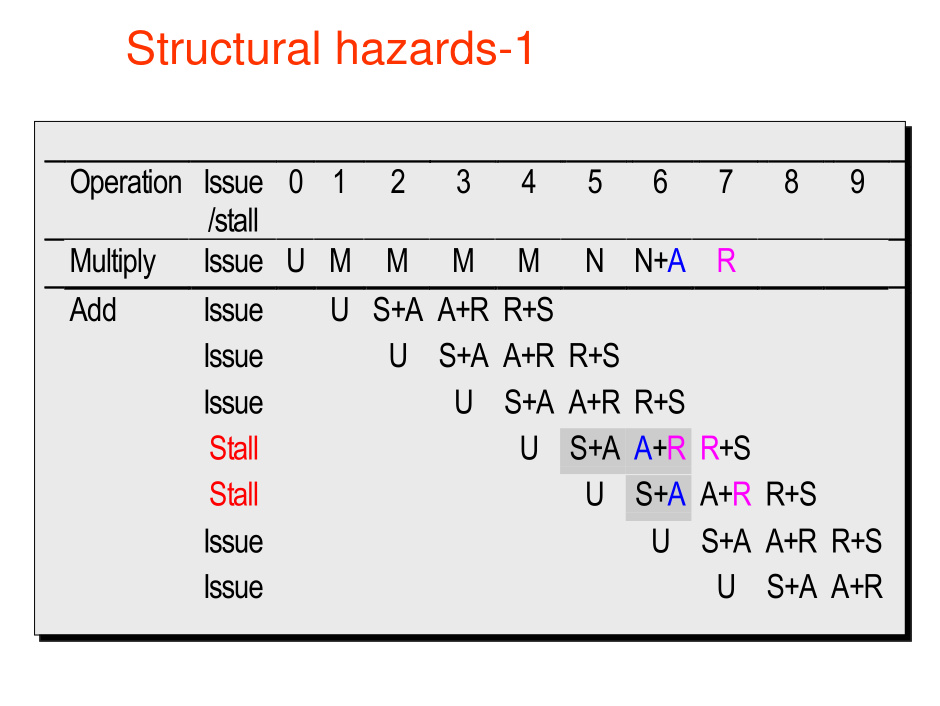 Structural hazards-1
Operation Issue 0 1 2 3 4 5 6 7 8 9
/stall
Multiply Issue U M M M M N N+A R
Add Issue U S+A A+R R+S
Issue U S+A A+R R+S
Issue U S+A A+R R+S
Stall U S+A A+R R+S
Stall U S+A A+R R+S
Issue U S+A A+R R+S
Issue U S+A A+R